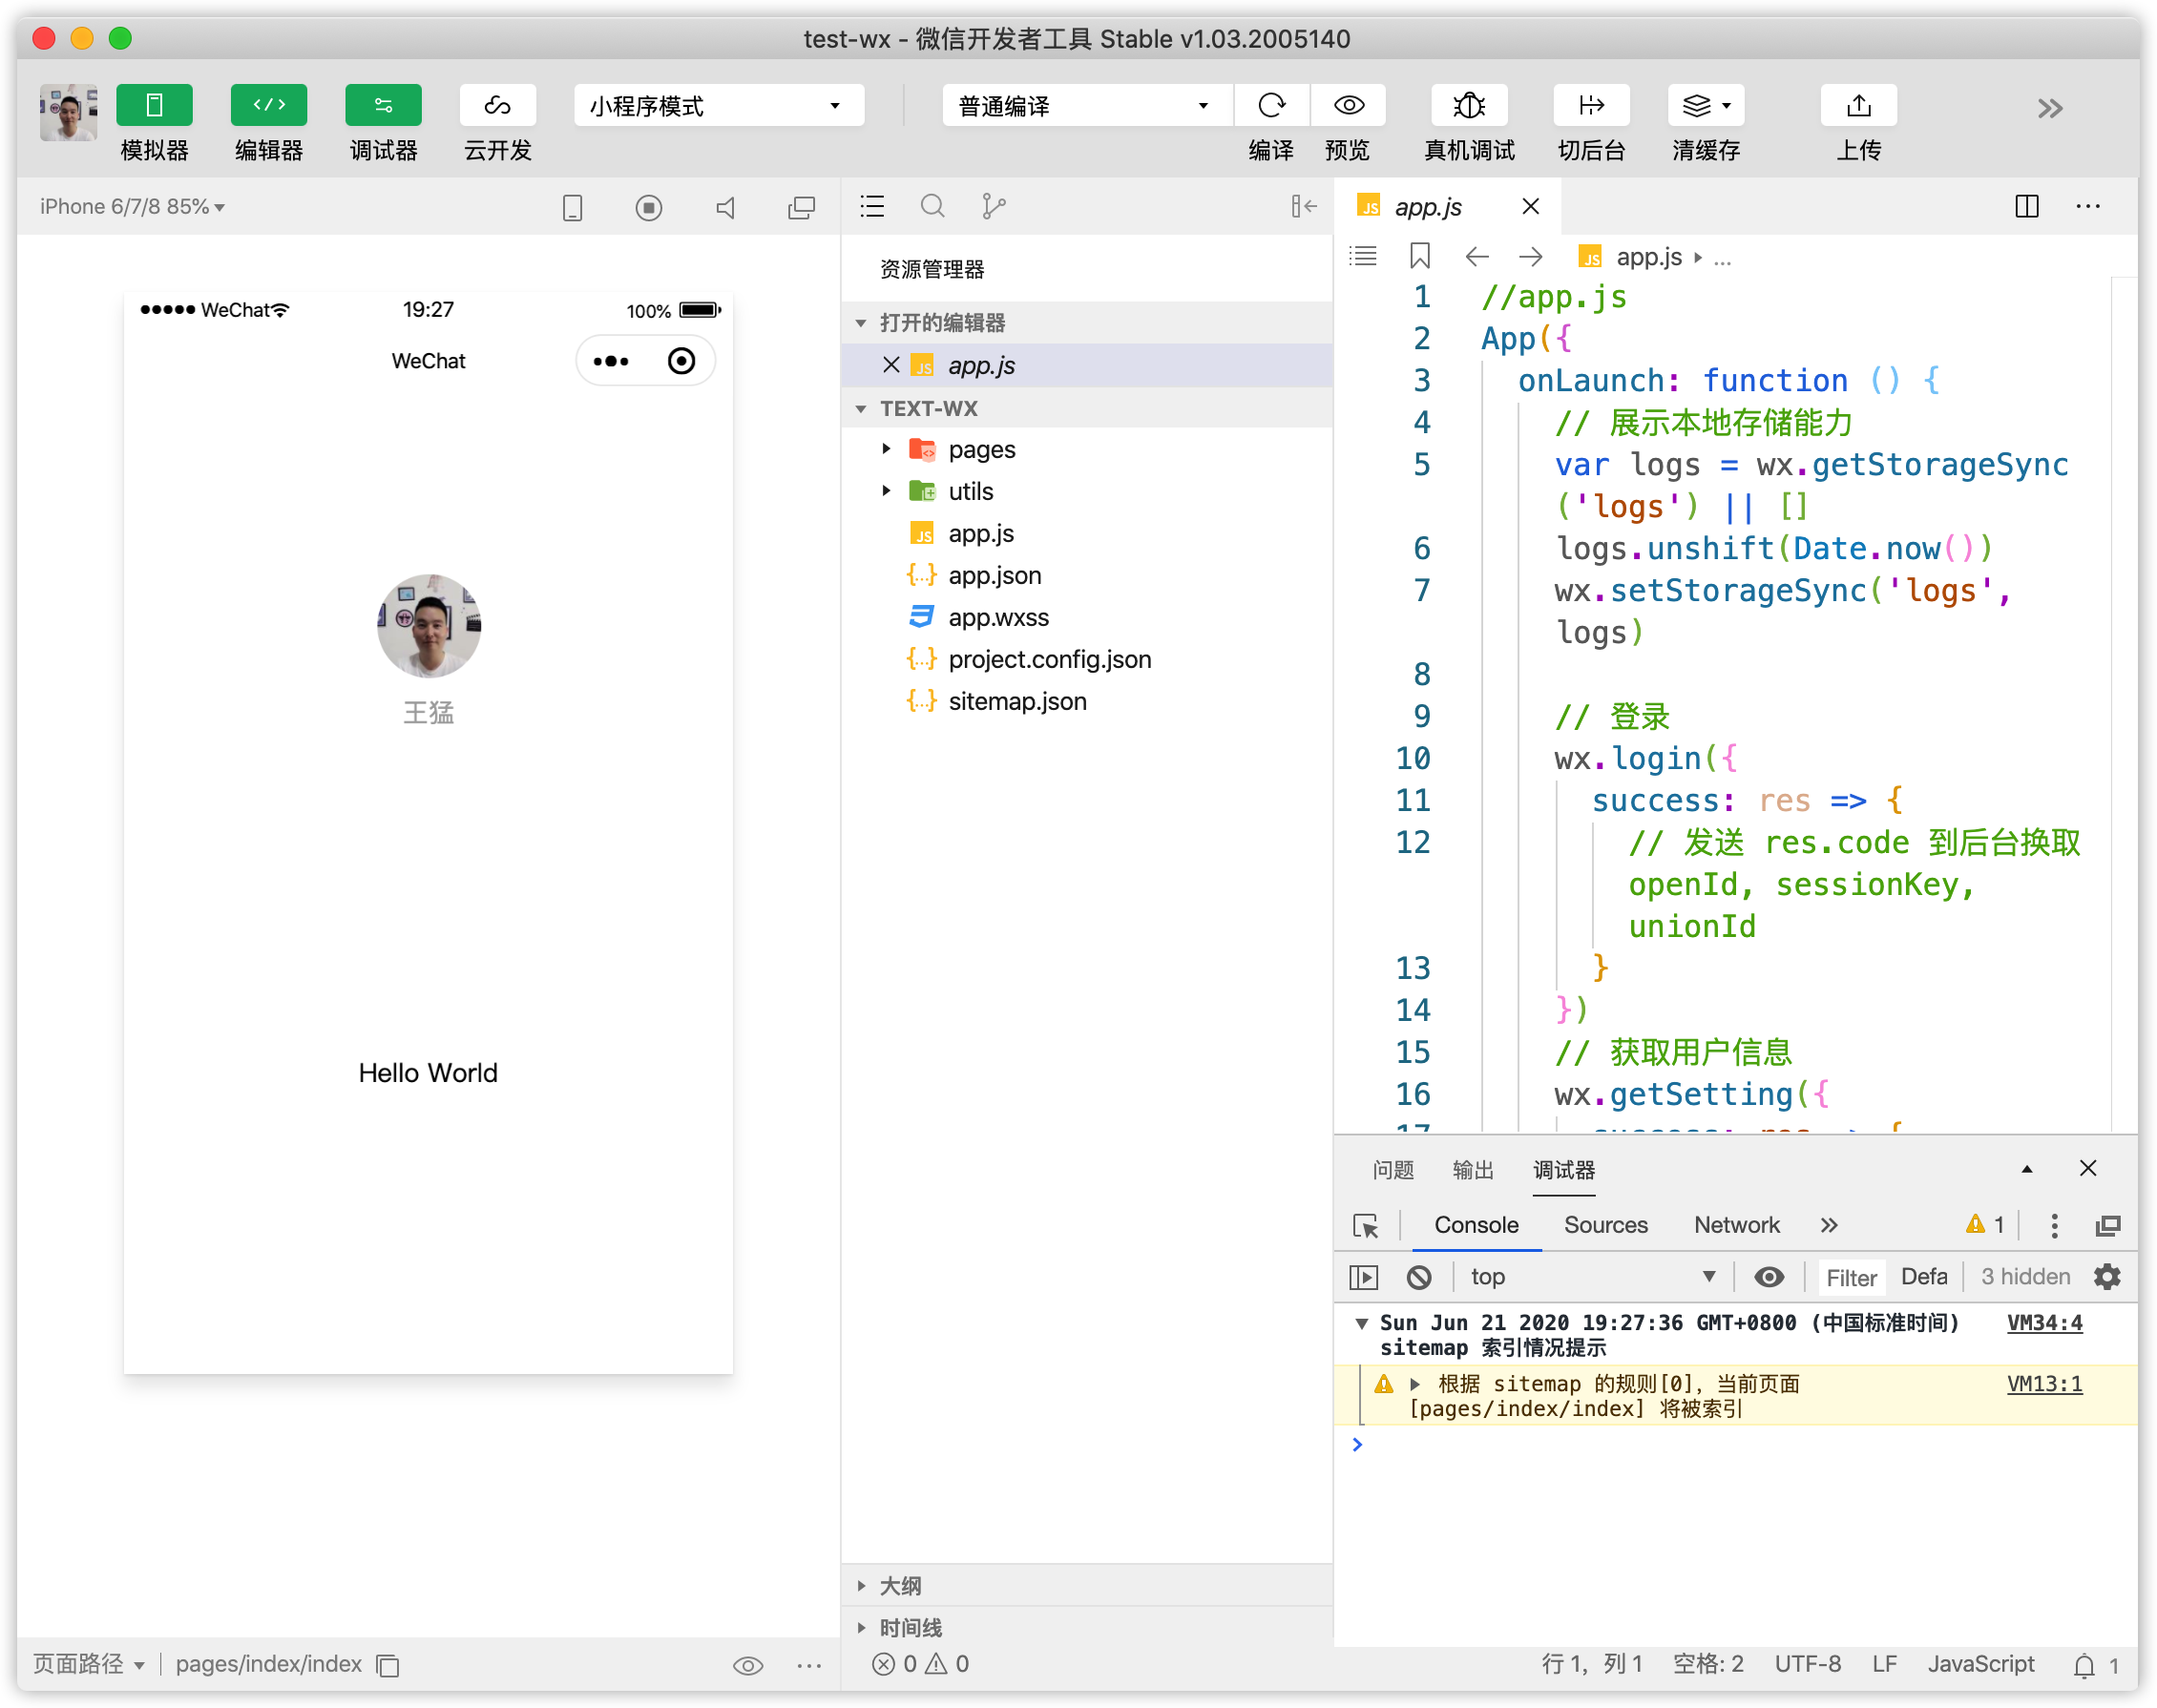 test-wx - 微信开发者工具 Stable v1.03.2005140
模拟器 编辑器 调试器 云开发 小程序模式 普通编译 编译 预览 真机调试 切后台 清缓存 上传
iPhone 6/7/8 85%
WeChat 19:27 100%
WeChat
王猛
Hello World
页面路径 pages/index/index
资源管理器
打开的编辑器
JS app.js
TEXT-WX
pages
utils
JS app.js
{..} app.json
app.wxss
{..} project.config.json
{..} sitemap.json
大纲
时间线
0 0
JS app.js
JS app.js ...
1 //app.js
2 App({
3 onLaunch: function () {
4 // 展示本地存储能力
5 var logs = wx.getStorageSync
('logs') || []
6 logs.unshift(Date.now())
7 wx.setStorageSync('logs',
logs)
8
9 // 登录
10 wx.login({
11 success: res => {
12 // 发送 res.code 到后台换取
openId, sessionKey,
unionId
13 }
14 })
15 // 获取用户信息
16 wx.getSetting({
17 success: res => {
问题 输出 调试器
Console Sources Network 1
top Filter Defa 3 hidden
Sun Jun 21 2020 19:27:36 GMT+0800 (中国标准时间) VM34:4
sitemap 索引情况提示
根据 sitemap 的规则[0]，当前页面 VM13:1
[pages/index/index] 将被索引
行 1，列 1 空格: 2 UTF-8 LF JavaScript 1